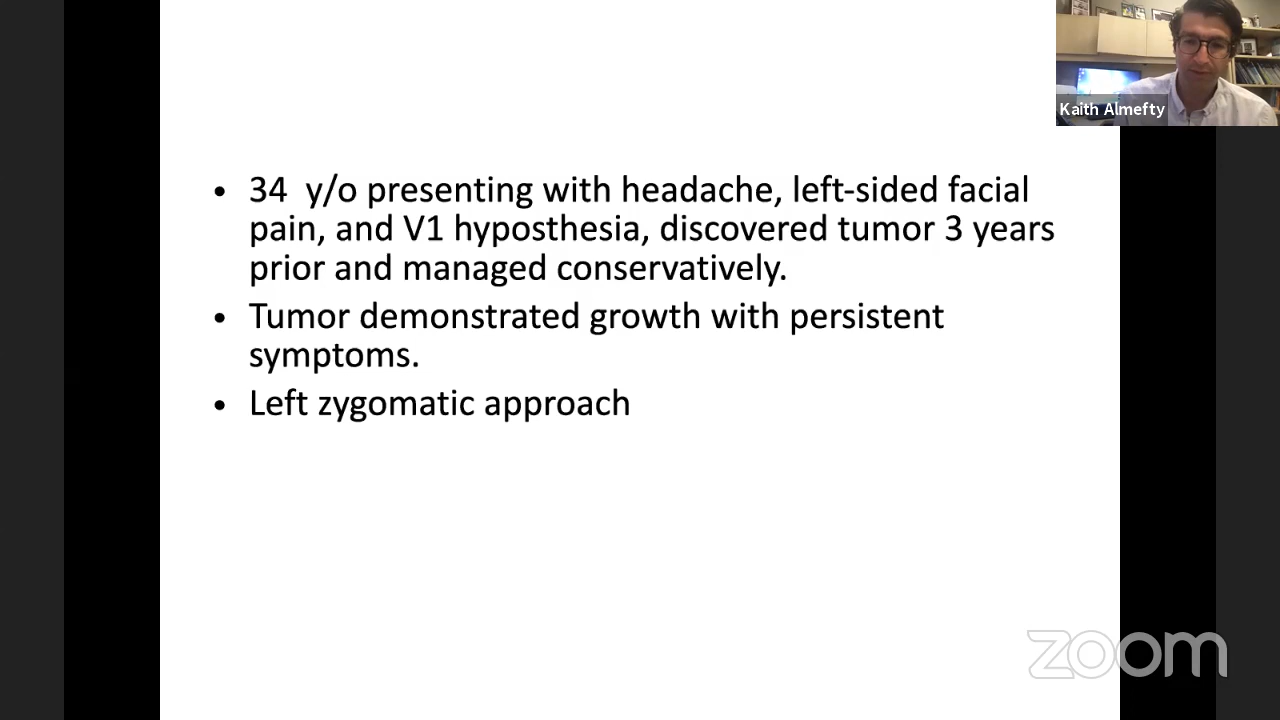 Kaith Almefty
• 34 y/o presenting with headache, left-sided facial
pain, and V1 hyposthesia, discovered tumor 3 years
prior and managed conservatively.
• Tumor demonstrated growth with persistent
symptoms.
• Left zygomatic approach
zoom